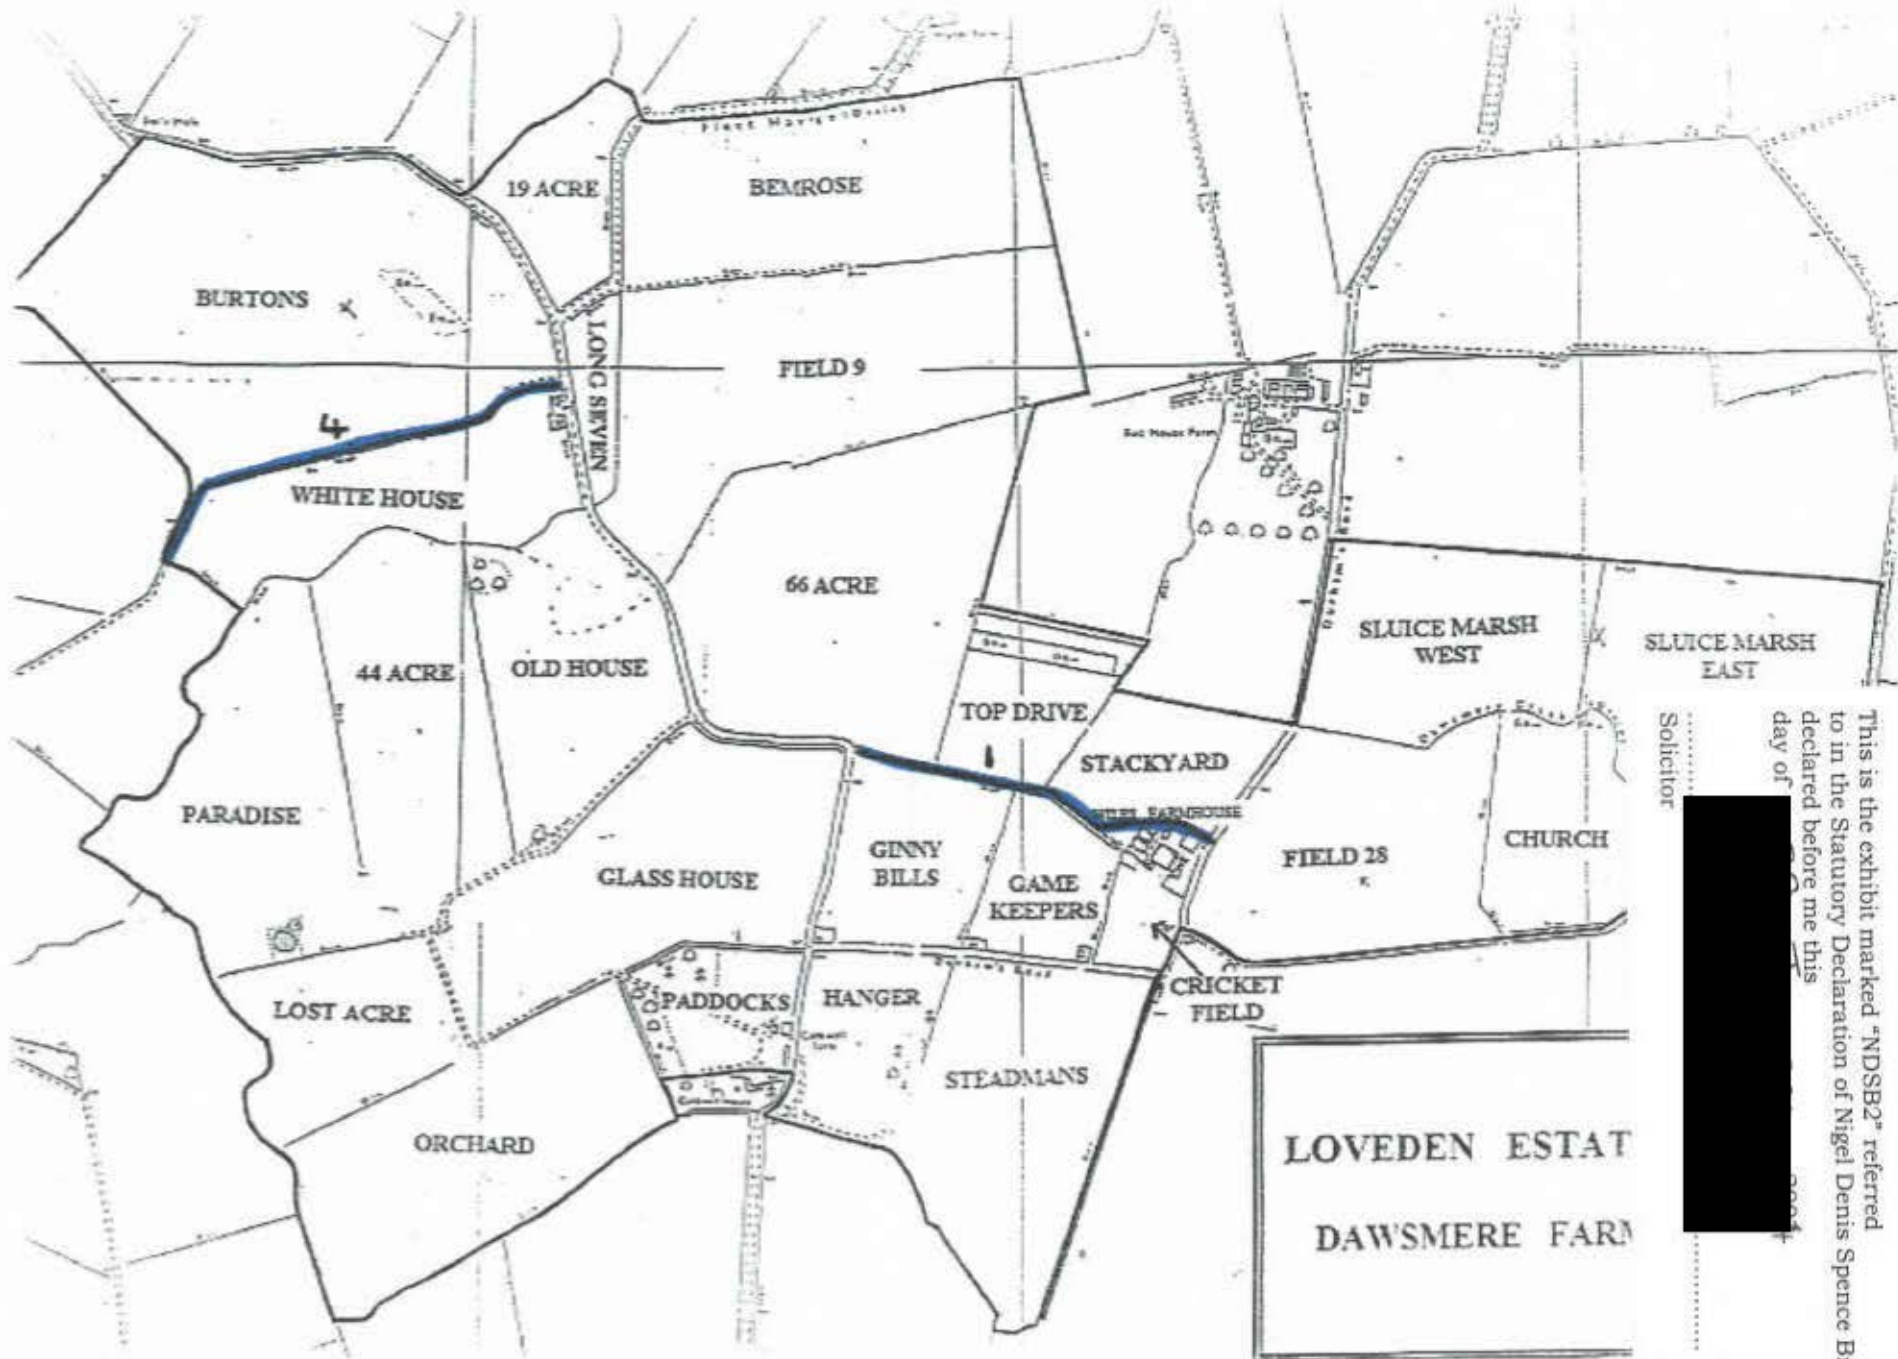 19 ACRE
BEMROSE
BURTONS
LONG SEVEN
FIELD 9
4
WHITE HOUSE
66 ACRE
44 ACRE
OLD HOUSE
SLUICE MARSH
WEST
SLUICE MARSH
EAST
TOP DRIVE
1
STACKYARD
FARMHOUSE
PARADISE
GLASS HOUSE
GINNY
BILLS
GAME
KEEPERS
FIELD 28
CHURCH
CRICKET
FIELD
LOST ACRE
PADDOCKS
HANGER
STEADMANS
ORCHARD
LOVEDEN ESTAT
DAWSMERE FARM
This is the exhibit marked "NDSB2" referred
to in the Statutory Declaration of Nigel Denis Spence B
declared before me this
day of
Solicitor